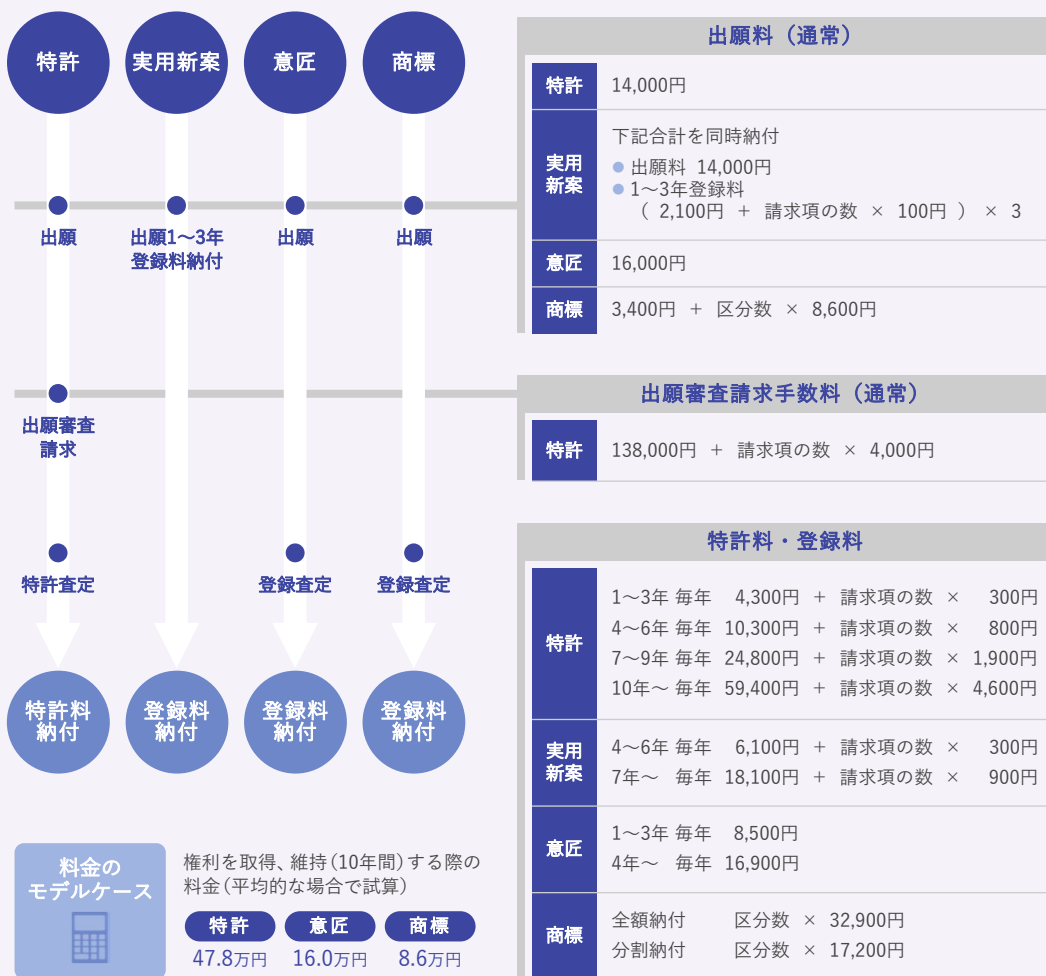 特許
実用新案
意匠
商標
出願
出願1～3年
登録料納付
出願
出願
出願審査
請求
特許査定
登録査定
登録査定
特許料
納付
登録料
納付
登録料
納付
登録料
納付
料金の
モデルケース
権利を取得、維持（10年間）する際の
料金（平均的な場合で試算）
特許 意匠 商標
47.8万円 16.0万円 8.6万円
出願料（通常）
特許 14,000円
実用
新案
下記合計を同時納付
● 出願料 14,000円
● 1～3年登録料
（ 2,100円 ＋ 請求項の数 × 100円 ） × 3
意匠 16,000円
商標 3,400円 ＋ 区分数 × 8,600円
出願審査請求手数料（通常）
特許 138,000円 ＋ 請求項の数 × 4,000円
特許料・登録料
特許
1～3年 毎年 4,300円 ＋ 請求項の数 × 300円
4～6年 毎年 10,300円 ＋ 請求項の数 × 800円
7～9年 毎年 24,800円 ＋ 請求項の数 × 1,900円
10年～ 毎年 59,400円 ＋ 請求項の数 × 4,600円
実用
新案
4～6年 毎年 6,100円 ＋ 請求項の数 × 300円
7年～ 毎年 18,100円 ＋ 請求項の数 × 900円
意匠
1～3年 毎年 8,500円
4年～ 毎年 16,900円
商標
全額納付 区分数 × 32,900円
分割納付 区分数 × 17,200円